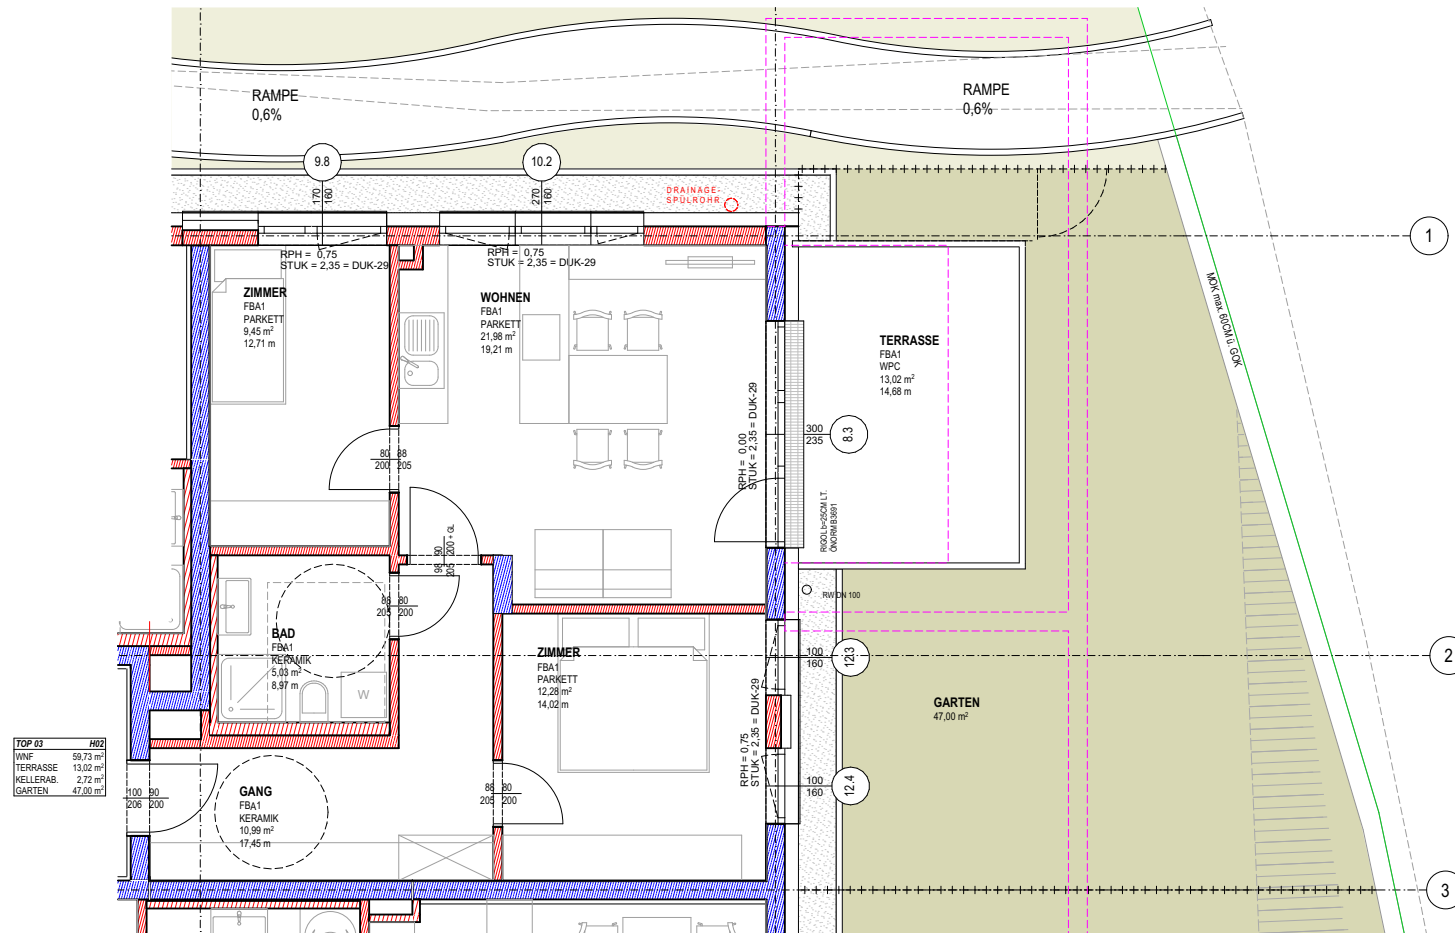 RAMPE
0,6%
RAMPE
0,6%
9.8
10.2
170
160
270
160
DRAINAGE-
SPÜLROHR
RPH = 0,75
STUK = 2,35 = DUK-29
RPH = 0,75
STUK = 2,35 = DUK-29
1
ZIMMER
FBA1
PARKETT
9,45 m²
12,71 m
WOHNEN
FBA1
PARKETT
21,98 m²
19,21 m
TERRASSE
FBA1
WPC
13,02 m²
14,68 m
MOK max. 60CM ü. GOK
RPH = 0,00
STUK = 2,35 = DUK-29
300
235
8.3
80 88
200 205
98 90
205 200 + GL
RIGOL b=25CM LT.
ÖNORM B3691
RW DN 100
88 80
205 200
BAD
FBA1
KERAMIK
5,03 m²
8,97 m
W
ZIMMER
FBA1
PARKETT
12,28 m²
14,02 m
100
160
12.3
2
RPH = 0,75
STUK = 2,35 = DUK-29
GARTEN
47,00 m²
TOP 03 H02
WNF 59,73 m²
TERRASSE 13,02 m²
KELLERAB. 2,72 m²
GARTEN 47,00 m²
100 90
206 200
GANG
FBA1
KERAMIK
10,99 m²
17,45 m
88 80
205 200
100
160
12.4
3